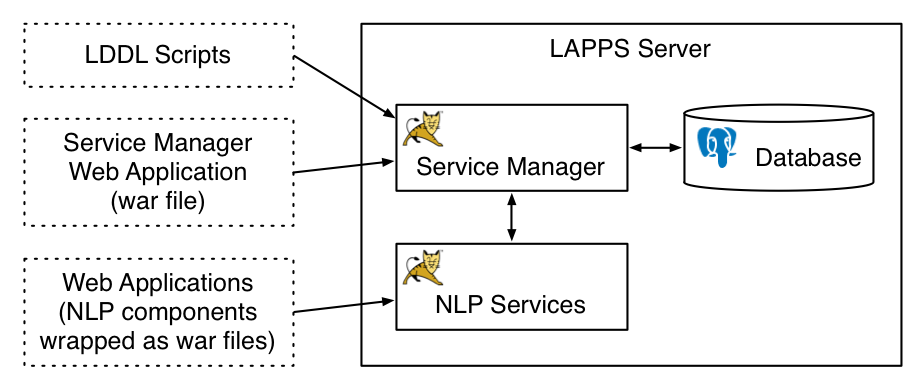 LDDL Scripts
LAPPS Server
Service Manager
Web Application
(war file)
Service Manager
Database
Web Applications
(NLP components
wrapped as war files)
NLP Services